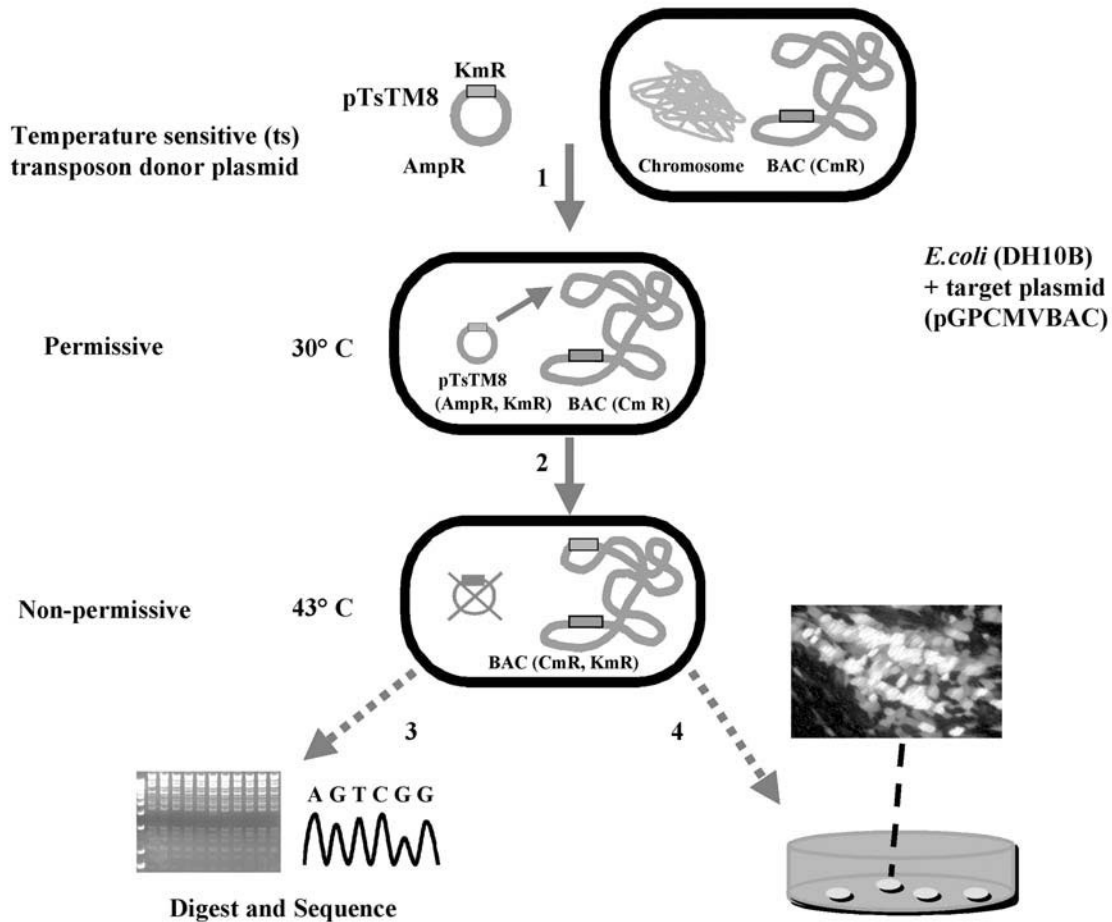 KmR
pTsTM8
Temperature sensitive (ts)
transposon donor plasmid
AmpR
1
Chromosome
BAC (CmR)
E.coli (DH10B)
+ target plasmid
(pGPCMVBAC)
Permissive
30° C
pTsTM8
(AmpR, KmR)
BAC (Cm R)
2
Non-permissive
43° C
BAC (CmR, KmR)
3
4
A G T C G G
Digest and Sequence